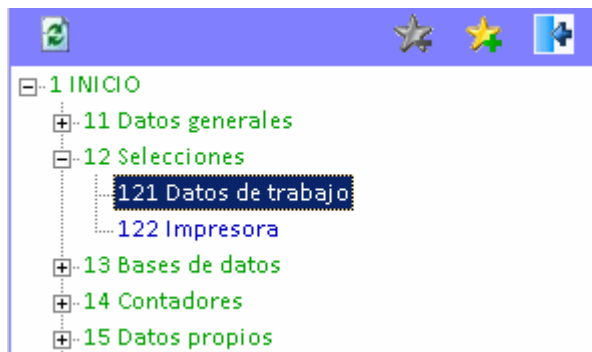 1 INICIO
11 Datos generales
12 Selecciones
121 Datos de trabajo
122 Impresora
13 Bases de datos
14 Contadores
15 Datos propios